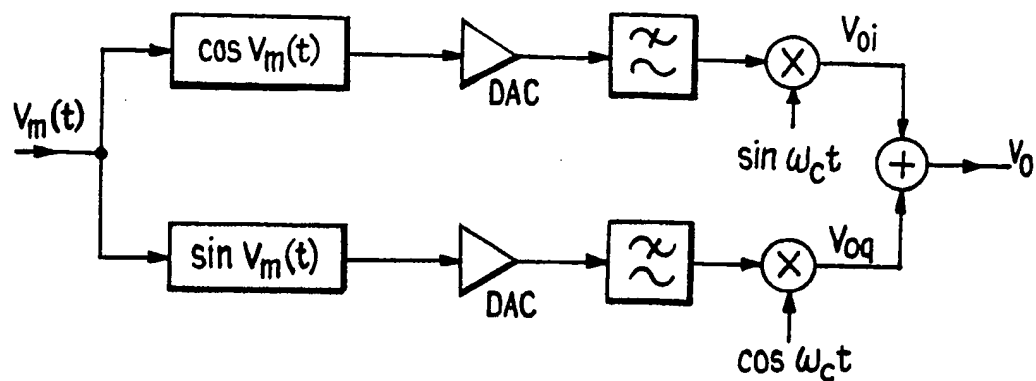 cos Vm(t)
DAC
Voi
sin ωct
Vm(t)
+
Vo
sin Vm(t)
DAC
Voq
cos ωct